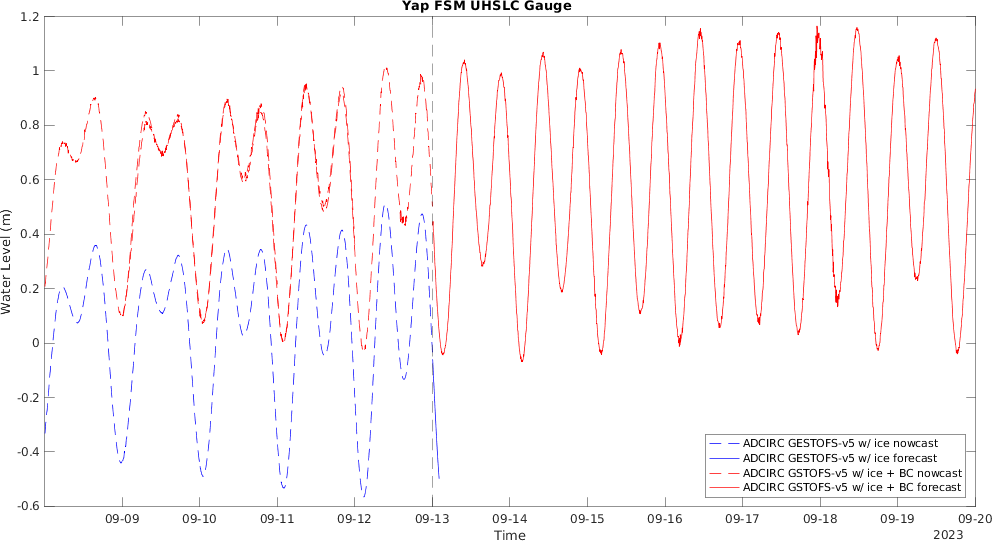 Yap FSM UHSLC Gauge
1.2
1
0.8
0.6
0.4
0.2
0
-0.2
-0.4
-0.6
Water Level (m)
ADCIRC GESTOFS-v5 w/ ice nowcast
ADCIRC GESTOFS-v5 w/ ice forecast
ADCIRC GSTOFS-v5 w/ ice + BC nowcast
ADCIRC GSTOFS-v5 w/ ice + BC forecast
09-09 09-10 09-11 09-12 09-13 09-14 09-15 09-16 09-17 09-18 09-19 09-20
Time
2023